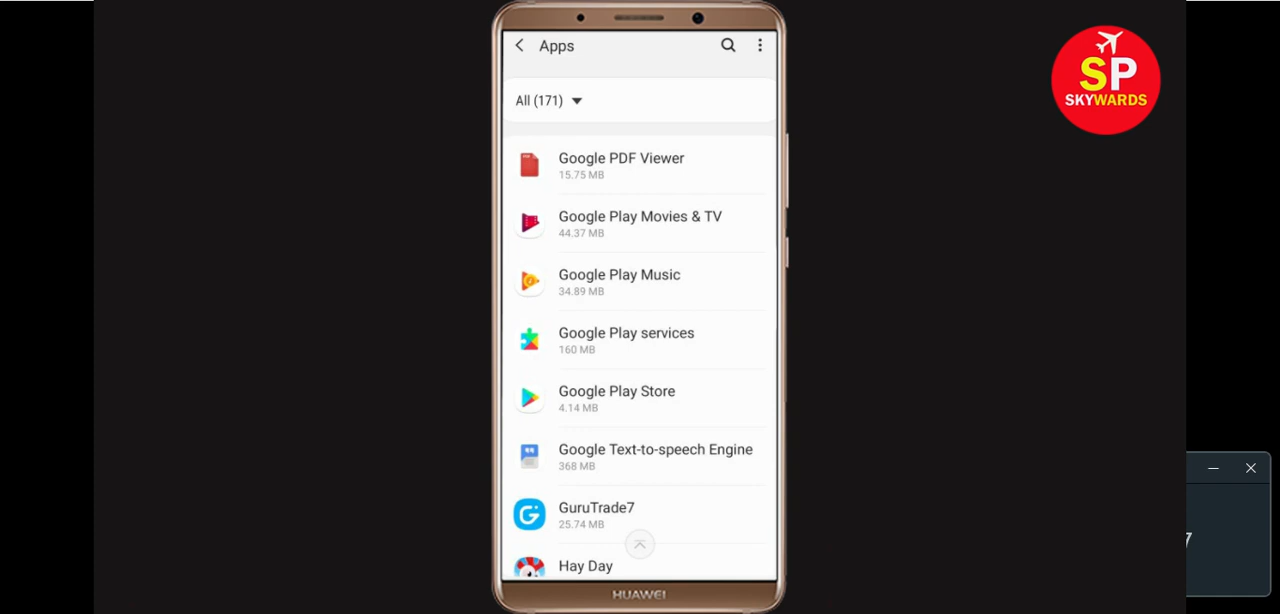 Apps
All (171)
Google PDF Viewer
15.75 MB
Google Play Movies & TV
44.37 MB
Google Play Music
34.89 MB
Google Play services
160 MB
Google Play Store
4.14 MB
Google Text-to-speech Engine
368 MB
GuruTrade7
25.74 MB
Hay Day
HUAWEI
SP
SKYWARDS